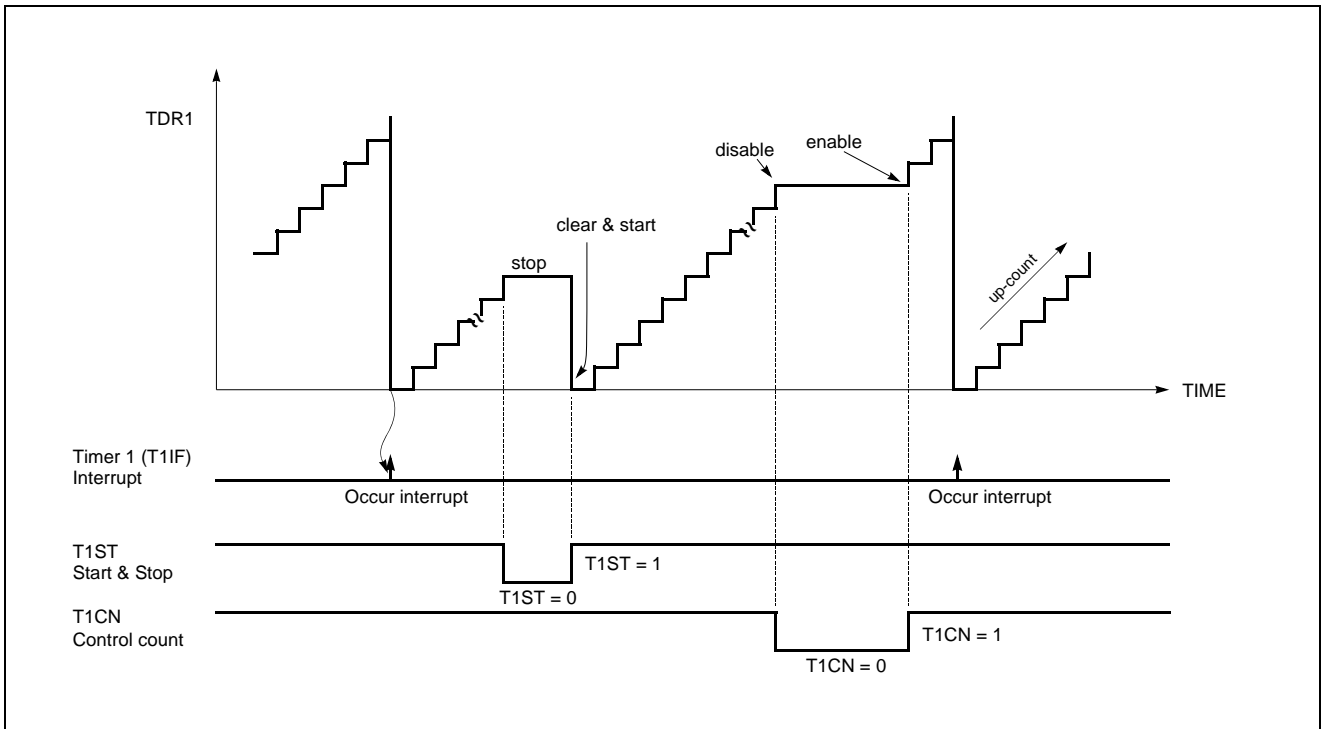 TDR1
disable
enable
clear & start
stop
up-count
TIME
Timer 1 (T1IF)
Interrupt
Occur interrupt
Occur interrupt
T1ST
Start & Stop
T1ST = 1
T1ST = 0
T1CN
Control count
T1CN = 1
T1CN = 0